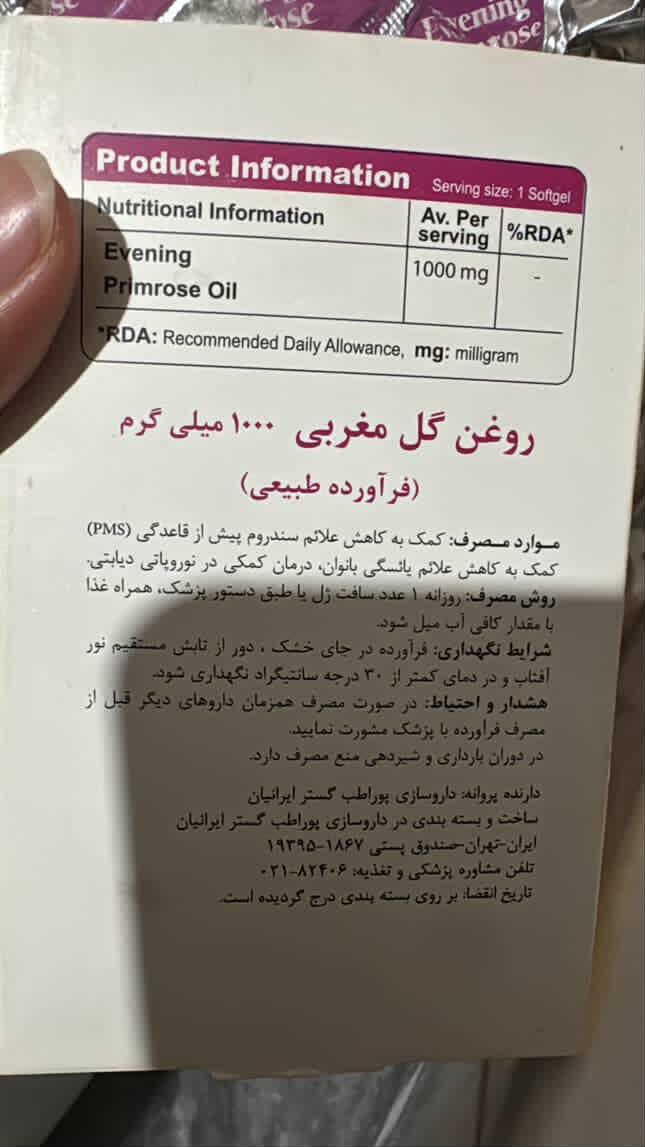 se
ose
Evening
rose
Product Information Serving size: 1 Softgel
Nutritional Information Av. Per serving %RDA*
Evening Primrose Oil 1000 mg -
*RDA: Recommended Daily Allowance, mg: milligram
روغن گل مغربی ۱۰۰۰ میلی گرم
(فرآورده طبیعی)
موارد مصرف: کمک به کاهش علائم سندروم پیش از قاعدگی (PMS)
کمک به کاهش علائم یائسگی بانوان، درمان کمکی در نوروپاتی دیابتی.
روش مصرف: روزانه ۱ عدد سافت ژل یا طبق دستور پزشک، همراه غذا
با مقدار کافی آب میل شود.
شرایط نگهداری: فرآورده در جای خشک ، دور از تابش مستقیم نور
آفتاب و در دمای کمتر از ۳۰ درجه سانتیگراد نگهداری شود.
هشدار و احتیاط: در صورت مصرف همزمان داروهای دیگر قبل از
مصرف فرآورده با پزشک مشورت نمایید.
در دوران بارداری و شیردهی منع مصرف دارد.
دارنده پروانه: داروسازی پوراطب گستر ایرانیان
ساخت و بسته بندی در داروسازی پوراطب گستر ایرانیان
ایران-تهران-صندوق پستی ۱۸۶۷-۱۹۳۹۵
تلفن مشاوره پزشکی و تغذیه: ۸۲۴۰۶-۰۲۱
تاریخ انقضا: بر روی بسته بندی درج گردیده است.